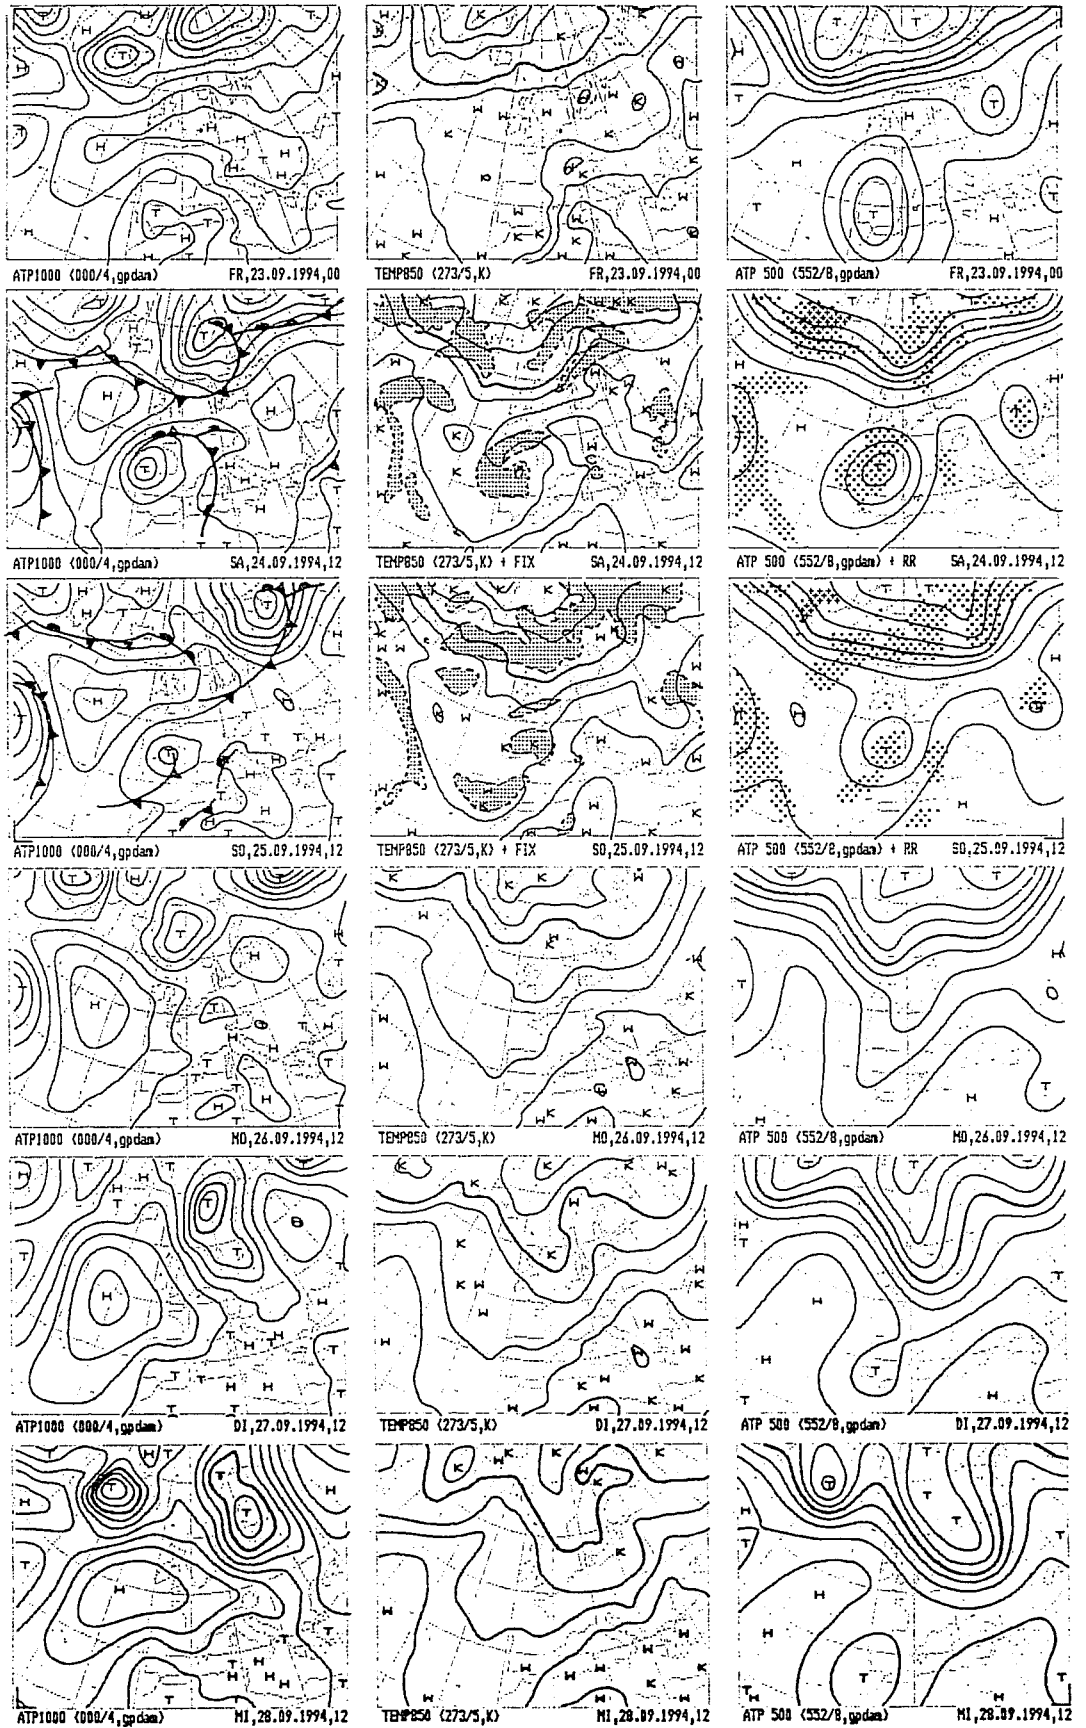 ATP1000 (000/4,gpdam) FR,23.09.1994,00
TEMP850 (273/5,K) FR,23.09.1994,00
ATP 500 (552/8,gpdam) FR,23.09.1994,00
ATP1000 (000/4,gpdam) SA,24.09.1994,12
TEMP850 (273/5,K) + FIX SA,24.09.1994,12
ATP 500 (552/8,gpdam) + RR SA,24.09.1994,12
ATP1000 (000/4,gpdam) SO,25.09.1994,12
TEMP850 (273/5,K) + FIX SO,25.09.1994,12
ATP 500 (552/8,gpdam) + RR SO,25.09.1994,12
ATP1000 (000/4,gpdam) MO,26.09.1994,12
TEMP850 (273/5,K) MO,26.09.1994,12
ATP 500 (552/8,gpdam) MO,26.09.1994,12
ATP1000 (000/4,gpdam) DI,27.09.1994,12
TEMP850 (273/5,K) DI,27.09.1994,12
ATP 500 (552/8,gpdam) DI,27.09.1994,12
ATP1000 (000/4,gpdam) MI,28.09.1994,12
TEMP850 (273/5,K) MI,28.09.1994,12
ATP 500 (552/8,gpdam) MI,28.09.1994,12